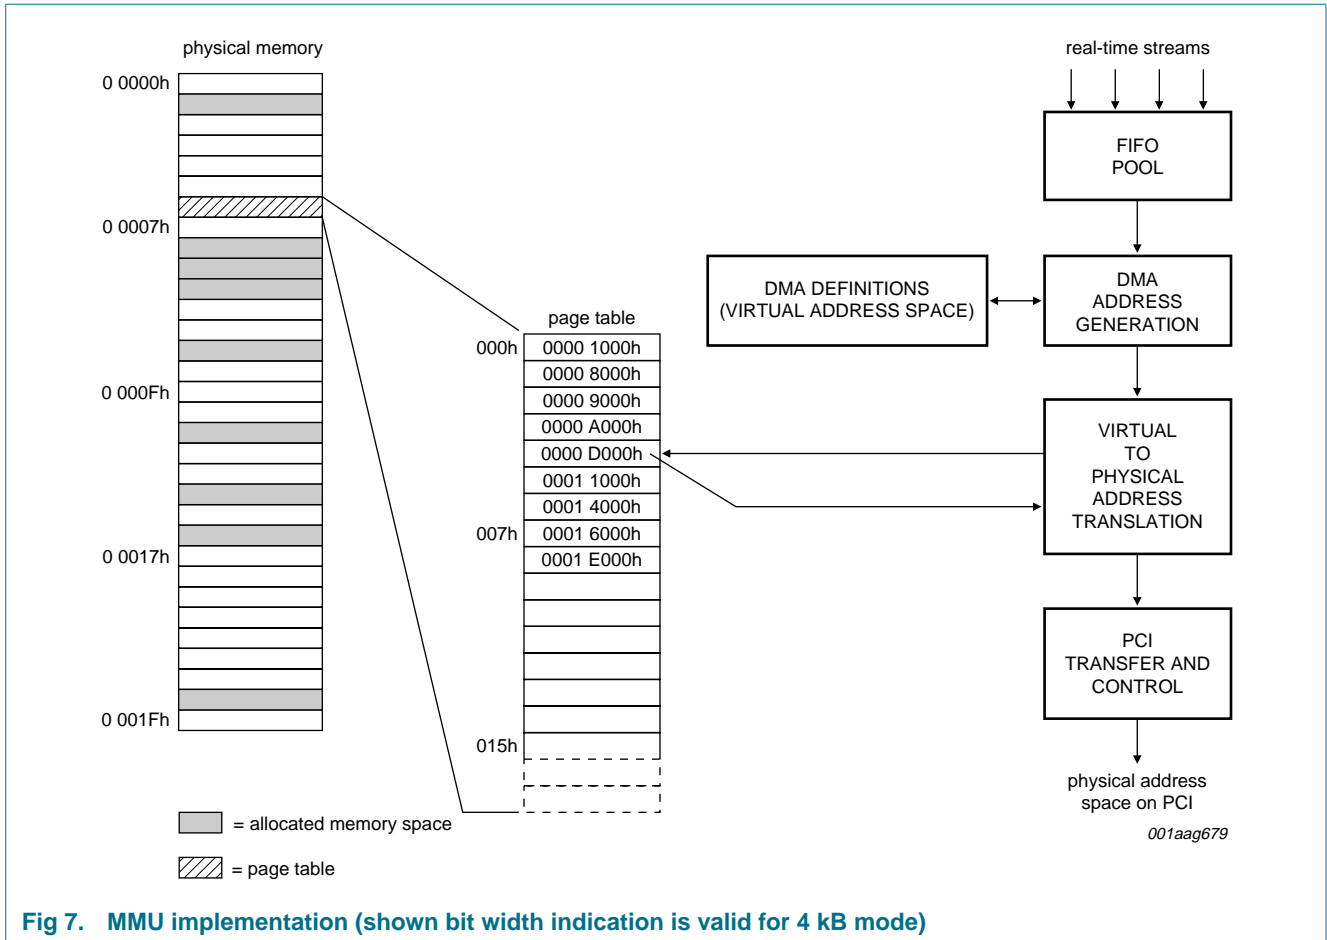 physical memory
0 0000h
0 0007h
0 000Fh
0 0017h
0 001Fh
= allocated memory space
= page table
page table
000h
0000 1000h
0000 8000h
0000 9000h
0000 A000h
0000 D000h
0001 1000h
0001 4000h
007h
0001 6000h
0001 E000h
015h
real-time streams
FIFO
POOL
DMA DEFINITIONS
(VIRTUAL ADDRESS SPACE)
DMA
ADDRESS
GENERATION
VIRTUAL
TO
PHYSICAL
ADDRESS
TRANSLATION
PCI
TRANSFER AND
CONTROL
physical address
space on PCI
001aag679
Fig 7. MMU implementation (shown bit width indication is valid for 4 kB mode)